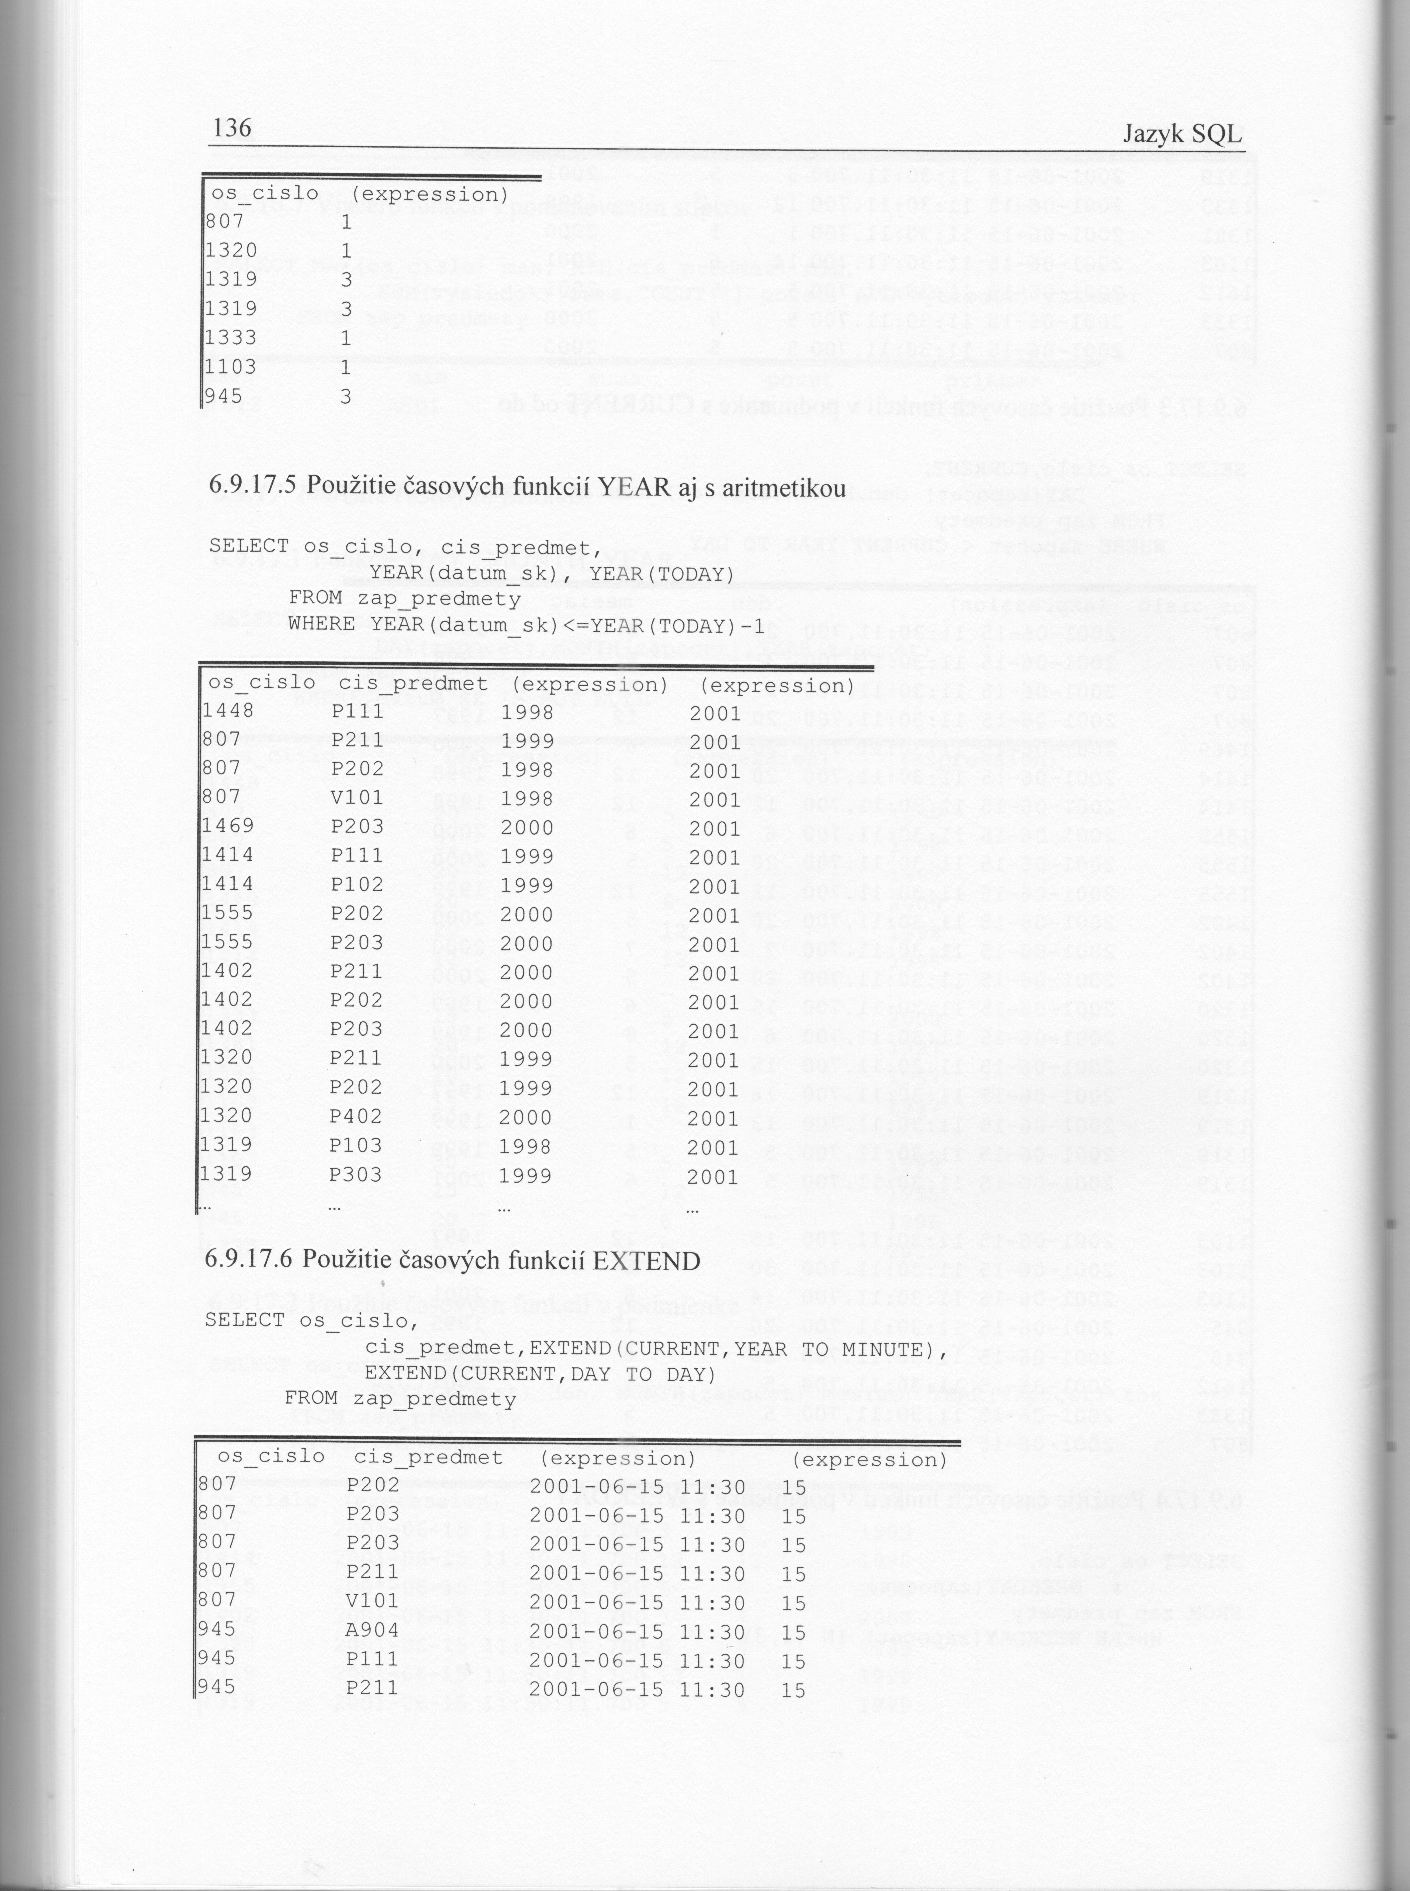 136 Jazyk SQL
os_cislo (expression)
807 1
1320 1
1319 3
1319 3
1333 1
1103 1
945 3
6.9.17.5 Použitie časových funkcií YEAR aj s aritmetikou
SELECT os_cislo, cis_predmet,
YEAR(datum_sk), YEAR(TODAY)
FROM zap_predmety
WHERE YEAR(datum_sk)<=YEAR(TODAY)-1
os_cislo cis_predmet (expression) (expression)
1448 P111 1998 2001
807 P211 1999 2001
807 P202 1998 2001
807 V101 1998 2001
1469 P203 2000 2001
1414 P111 1999 2001
1414 P102 1999 2001
1555 P202 2000 2001
1555 P203 2000 2001
1402 P211 2000 2001
1402 P202 2000 2001
1402 P203 2000 2001
1320 P211 1999 2001
1320 P202 1999 2001
1320 P402 2000 2001
1319 P103 1998 2001
1319 P303 1999 2001
... ... ... ...
6.9.17.6 Použitie časových funkcií EXTEND
SELECT os_cislo,
cis_predmet,EXTEND(CURRENT,YEAR TO MINUTE),
EXTEND(CURRENT,DAY TO DAY)
FROM zap_predmety
os_cislo cis_predmet (expression) (expression)
807 P202 2001-06-15 11:30 15
807 P203 2001-06-15 11:30 15
807 P203 2001-06-15 11:30 15
807 P211 2001-06-15 11:30 15
807 V101 2001-06-15 11:30 15
945 A904 2001-06-15 11:30 15
945 P111 2001-06-15 11:30 15
945 P211 2001-06-15 11:30 15